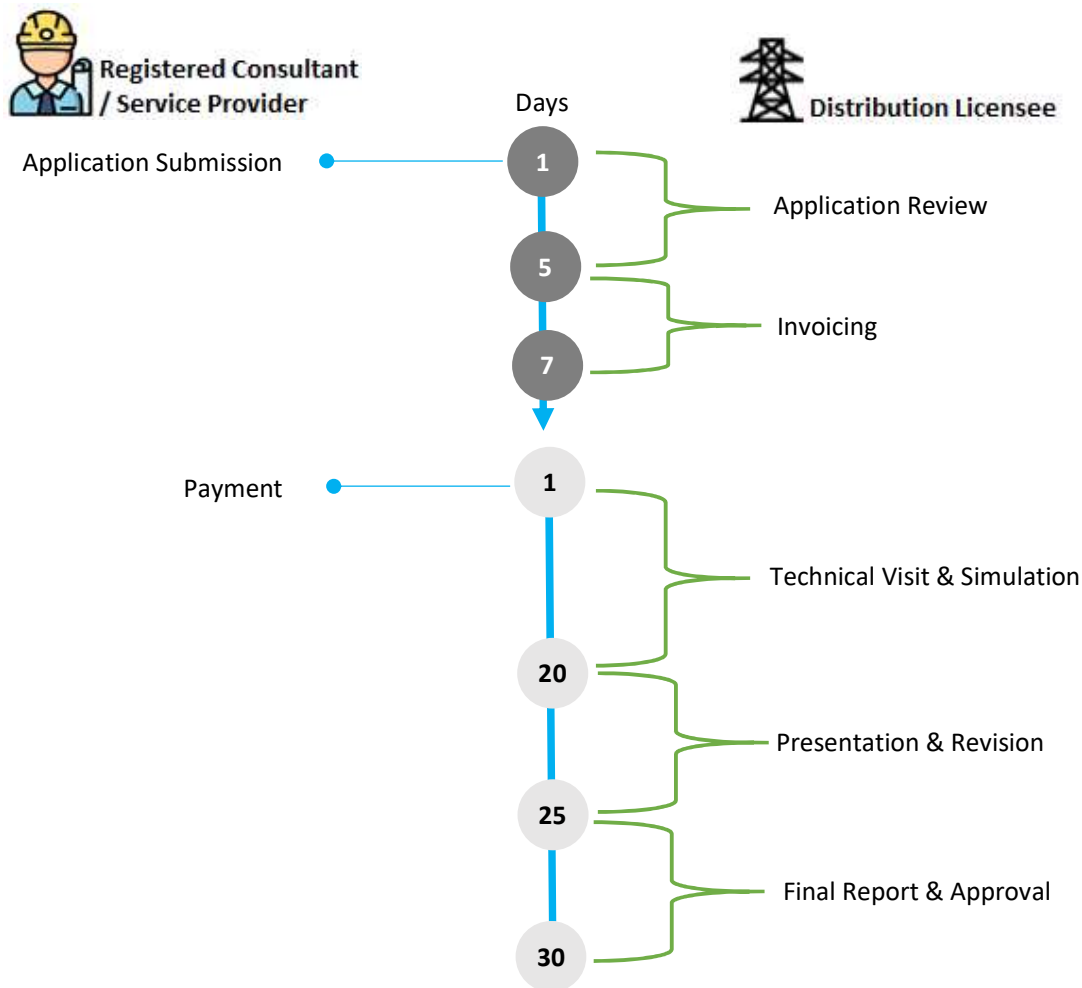 Registered Consultant
/ Service Provider
Days
Distribution Licensee
Application Submission
1
Application Review
5
Invoicing
7
Payment
1
Technical Visit & Simulation
20
Presentation & Revision
25
Final Report & Approval
30